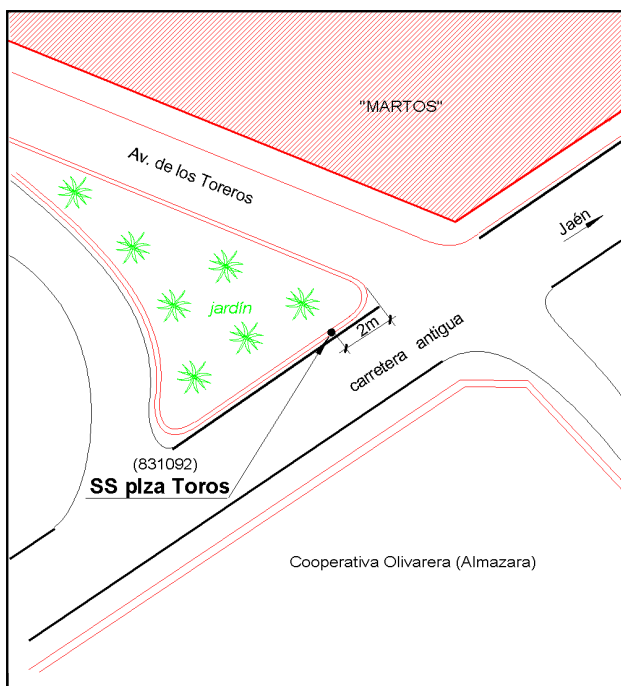 "MARTOS"
Av. de los Toreros
Jaén
jardín
2m
carretera antigua
(831092)
SS plza Toros
Cooperativa Olivarera (Almazara)